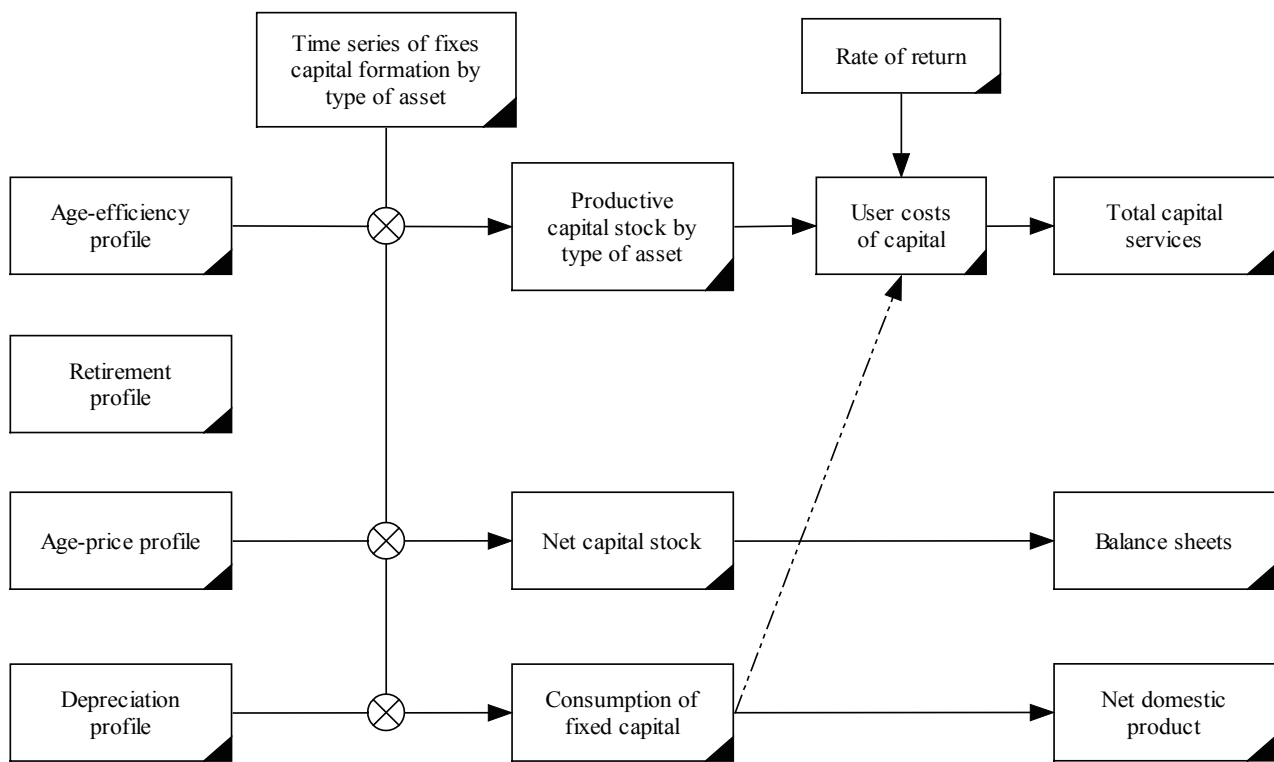 Time series of fixes
capital formation by
type of asset
Rate of return
Age-efficiency
profile
Productive
capital stock by
type of asset
User costs
of capital
Total capital
services
Retirement
profile
Age-price profile
Net capital stock
Balance sheets
Depreciation
profile
Consumption of
fixed capital
Net domestic
product